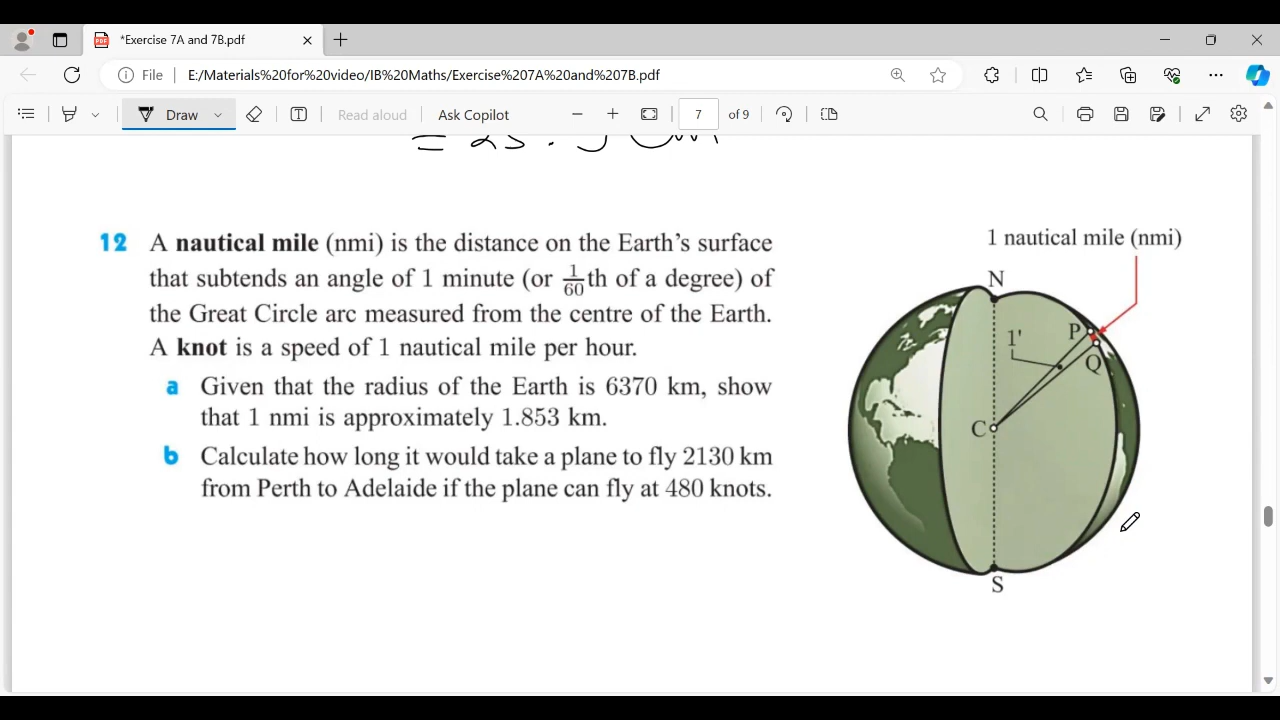 *Exercise 7A and 7B.pdf
File
E:/Materials%20for%20video/IB%20Maths/Exercise%207A%20and%207B.pdf
Draw
Read aloud
Ask Copilot
7
of 9
12 A nautical mile (nmi) is the distance on the Earth's surface
that subtends an angle of 1 minute (or 1/60th of a degree) of
the Great Circle arc measured from the centre of the Earth.
A knot is a speed of 1 nautical mile per hour.
a Given that the radius of the Earth is 6370 km, show
that 1 nmi is approximately 1.853 km.
b Calculate how long it would take a plane to fly 2130 km
from Perth to Adelaide if the plane can fly at 480 knots.
1 nautical mile (nmi)
N
1'
P
Q
C
S